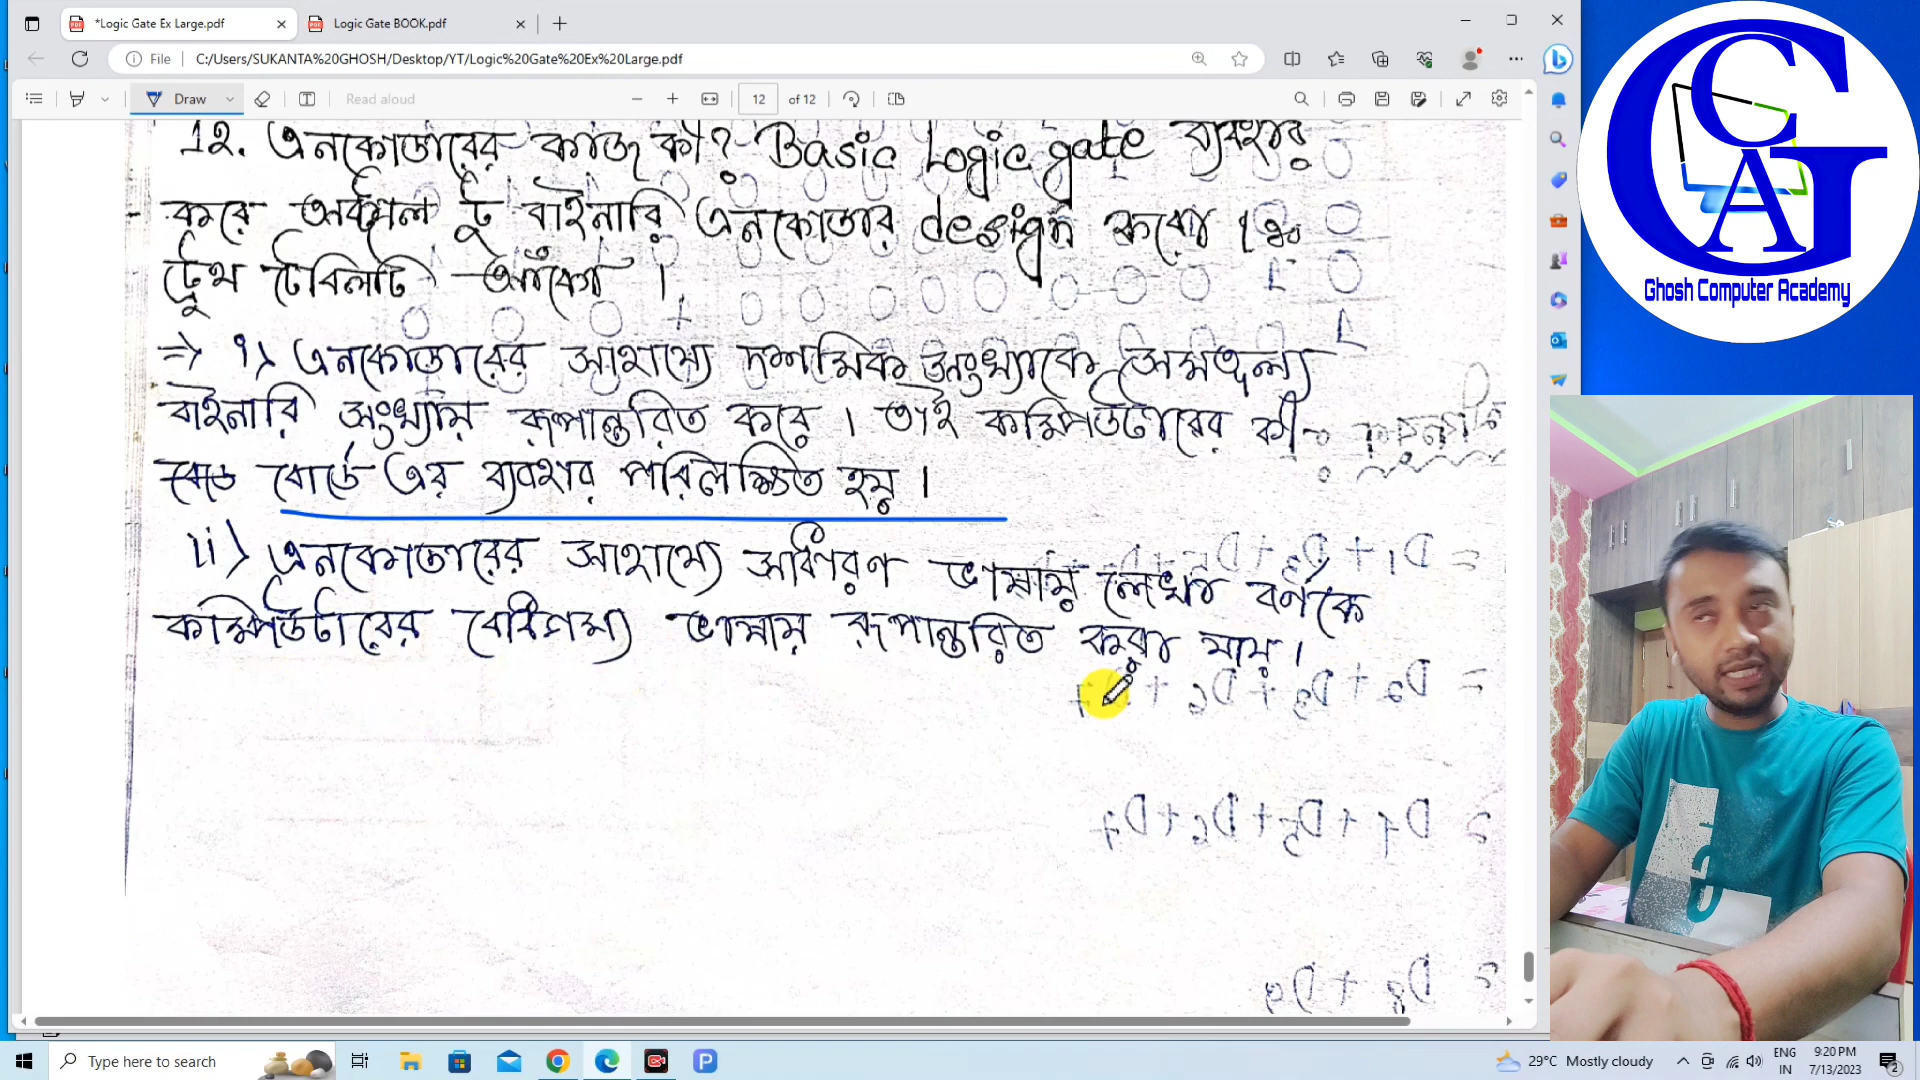 *Logic Gate Ex Large.pdf
Logic Gate BOOK.pdf
File
C:/Users/SUKANTA%20GHOSH/Desktop/YT/Logic%20Gate%20Ex%20Large.pdf
Draw
Read aloud
12 of 12
12. এনকোডারের কাজ কী? Basic Logic gate ব্যবহার
করে অক্টাল টু বাইনারি এনকোডার design করো এবং
ট্রুথ টেবিলটি আঁকো ।
⇒ i) এনকোডারের সাহায্যে দশমিক সংখ্যাকে সমতুল্য
বাইনারি সংখ্যায় রূপান্তরিত করে । তাই কম্পিউটারের কী-
বোর্ডে এর ব্যবহার পরিলক্ষিত হয় ।
ii) এনকোডারের সাহায্যে সাধারণ ভাষায় লেখা বর্ণকে
কম্পিউটারের বোধগম্য ভাষায় রূপান্তরিত করা যায় ।
CGA
Ghosh Computer Academy
Type here to search
29°C Mostly cloudy
ENG
IN
9:20 PM
7/13/2023
2